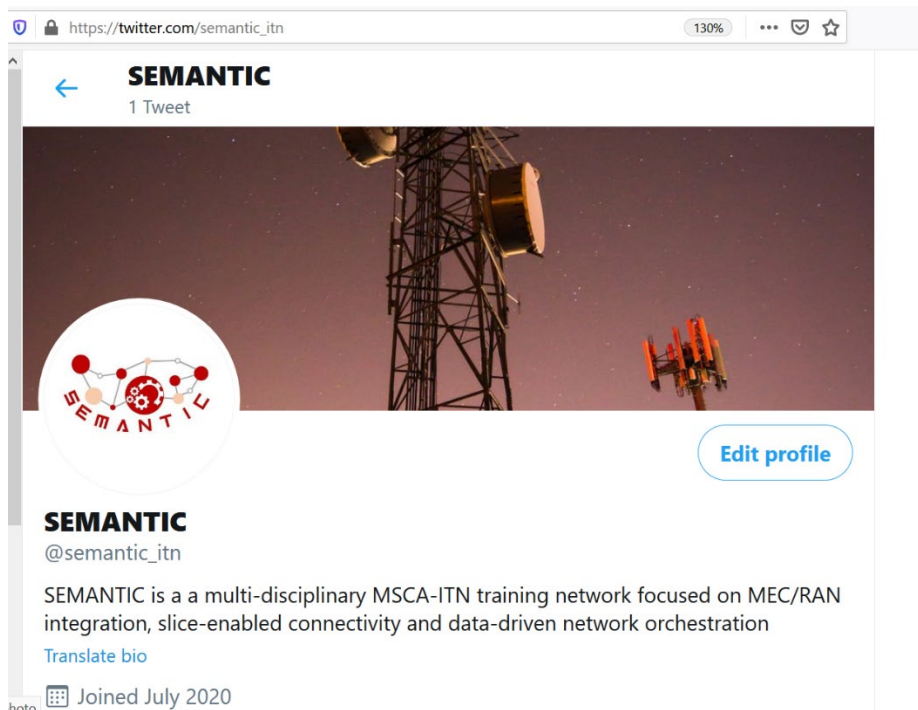 https://twitter.com/semantic_itn
130%
SEMANTIC
1 Tweet
SEMANTIC
Edit profile
SEMANTIC
@semantic_itn
SEMANTIC is a a multi-disciplinary MSCA-ITN training network focused on MEC/RAN
integration, slice-enabled connectivity and data-driven network orchestration
Translate bio
Joined July 2020